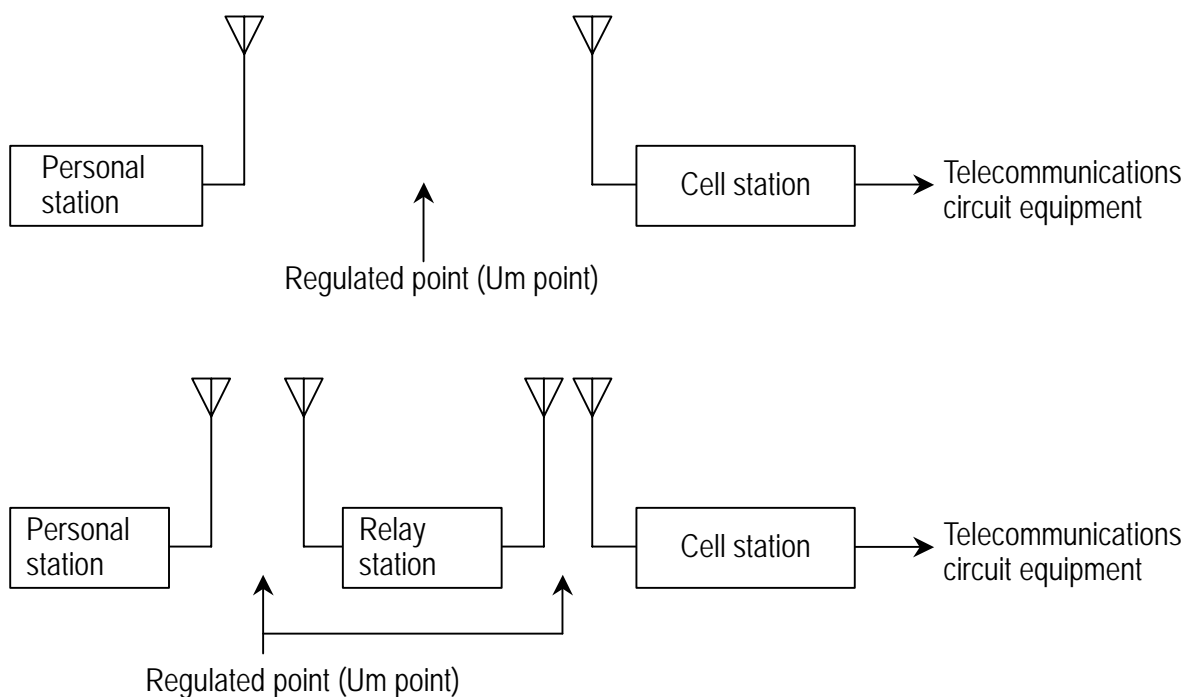 Personal
station
Cell station
Telecommunications
circuit equipment
Regulated point (Um point)
Personal
station
Relay
station
Cell station
Telecommunications
circuit equipment
Regulated point (Um point)